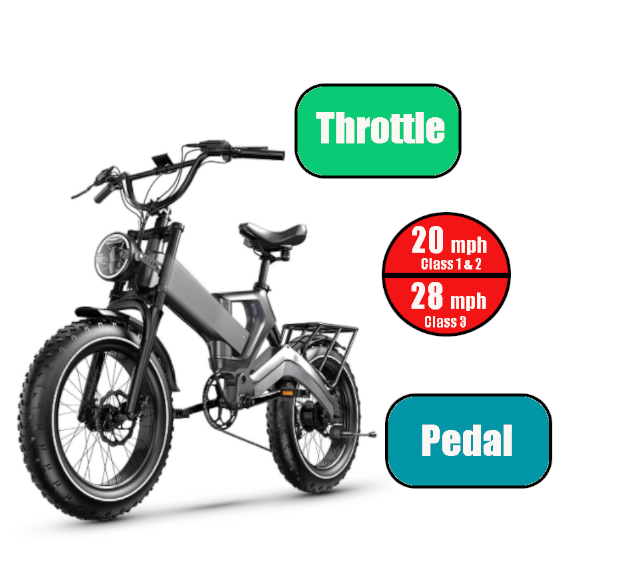 Throttle
20 mph
Class 1 & 2
28 mph
Class 3
Pedal